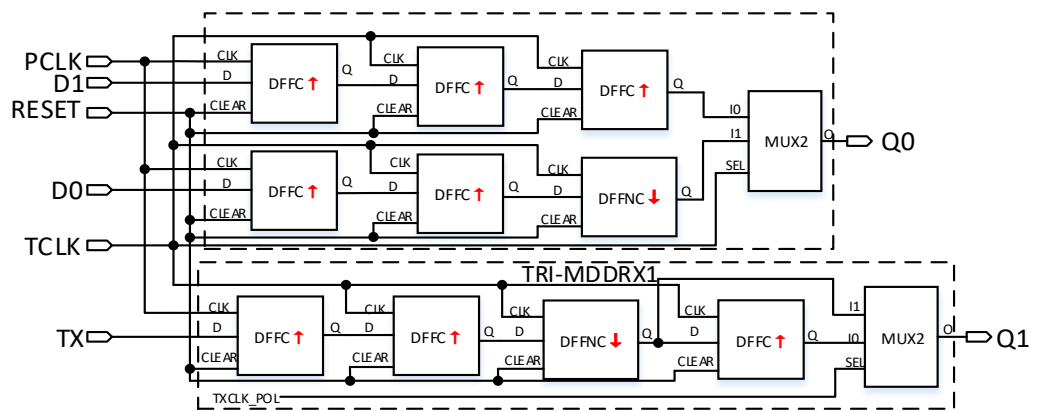 PCLK
D1
RESET
D0
TCLK
TX
CLK
D
CLEAR
DFFC↑
Q
CLK
D
CLEAR
DFFC↑
Q
CLK
D
CLEAR
DFFC↑
Q
I0
I1
SEL
MUX2
O
Q0
CLK
D
CLEAR
DFFC↑
Q
CLK
D
CLEAR
DFFC↑
Q
CLK
D
CLEAR
DFFNC↓
Q
TRI-MDDRX1
CLK
D
CLEAR
DFFC↑
Q
CLK
D
CLEAR
DFFC↑
Q
CLK
D
CLEAR
DFFNC↓
Q
CLK
D
CLEAR
DFFC↑
Q
I1
I0
SEL
MUX2
O
Q1
TXCLK_POL